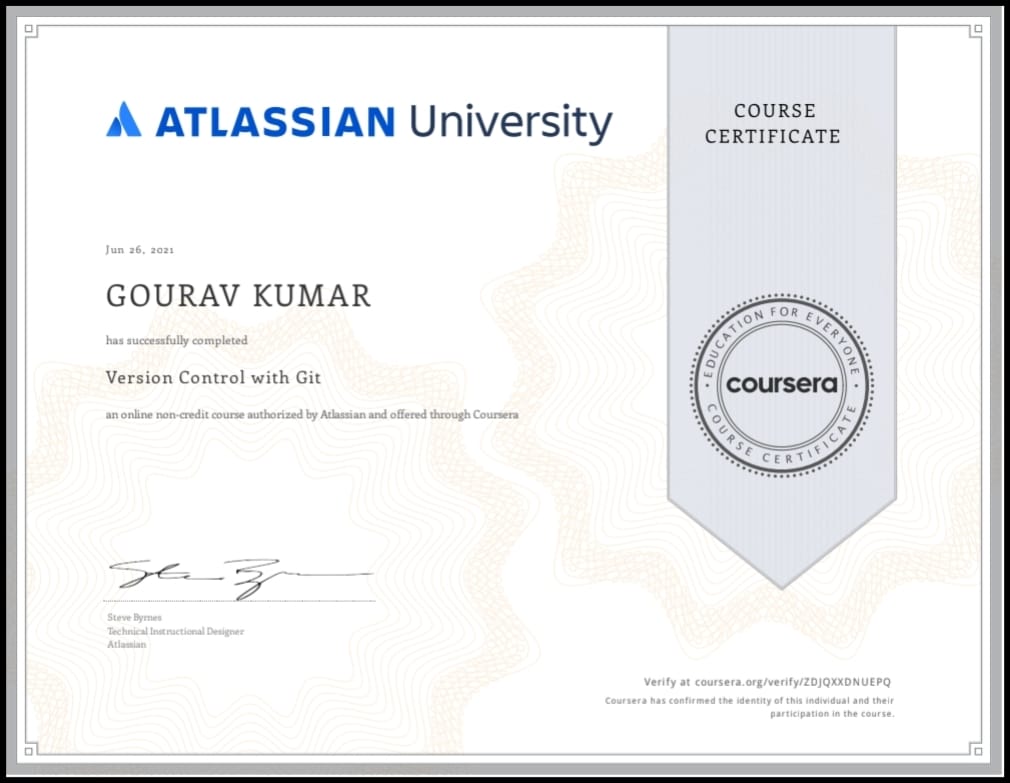 ATLASSIAN University
COURSE
CERTIFICATE
Jun 26, 2021
GOURAV KUMAR
has successfully completed
Version Control with Git
an online non-credit course authorized by Atlassian and offered through Coursera
EDUCATION FOR EVERYONE
coursera
COURSE CERTIFICATE
Steve Byrnes
Technical Instructional Designer
Atlassian
Verify at coursera.org/verify/ZDJQXXDNUEPQ
Coursera has confirmed the identity of this individual and their
participation in the course.